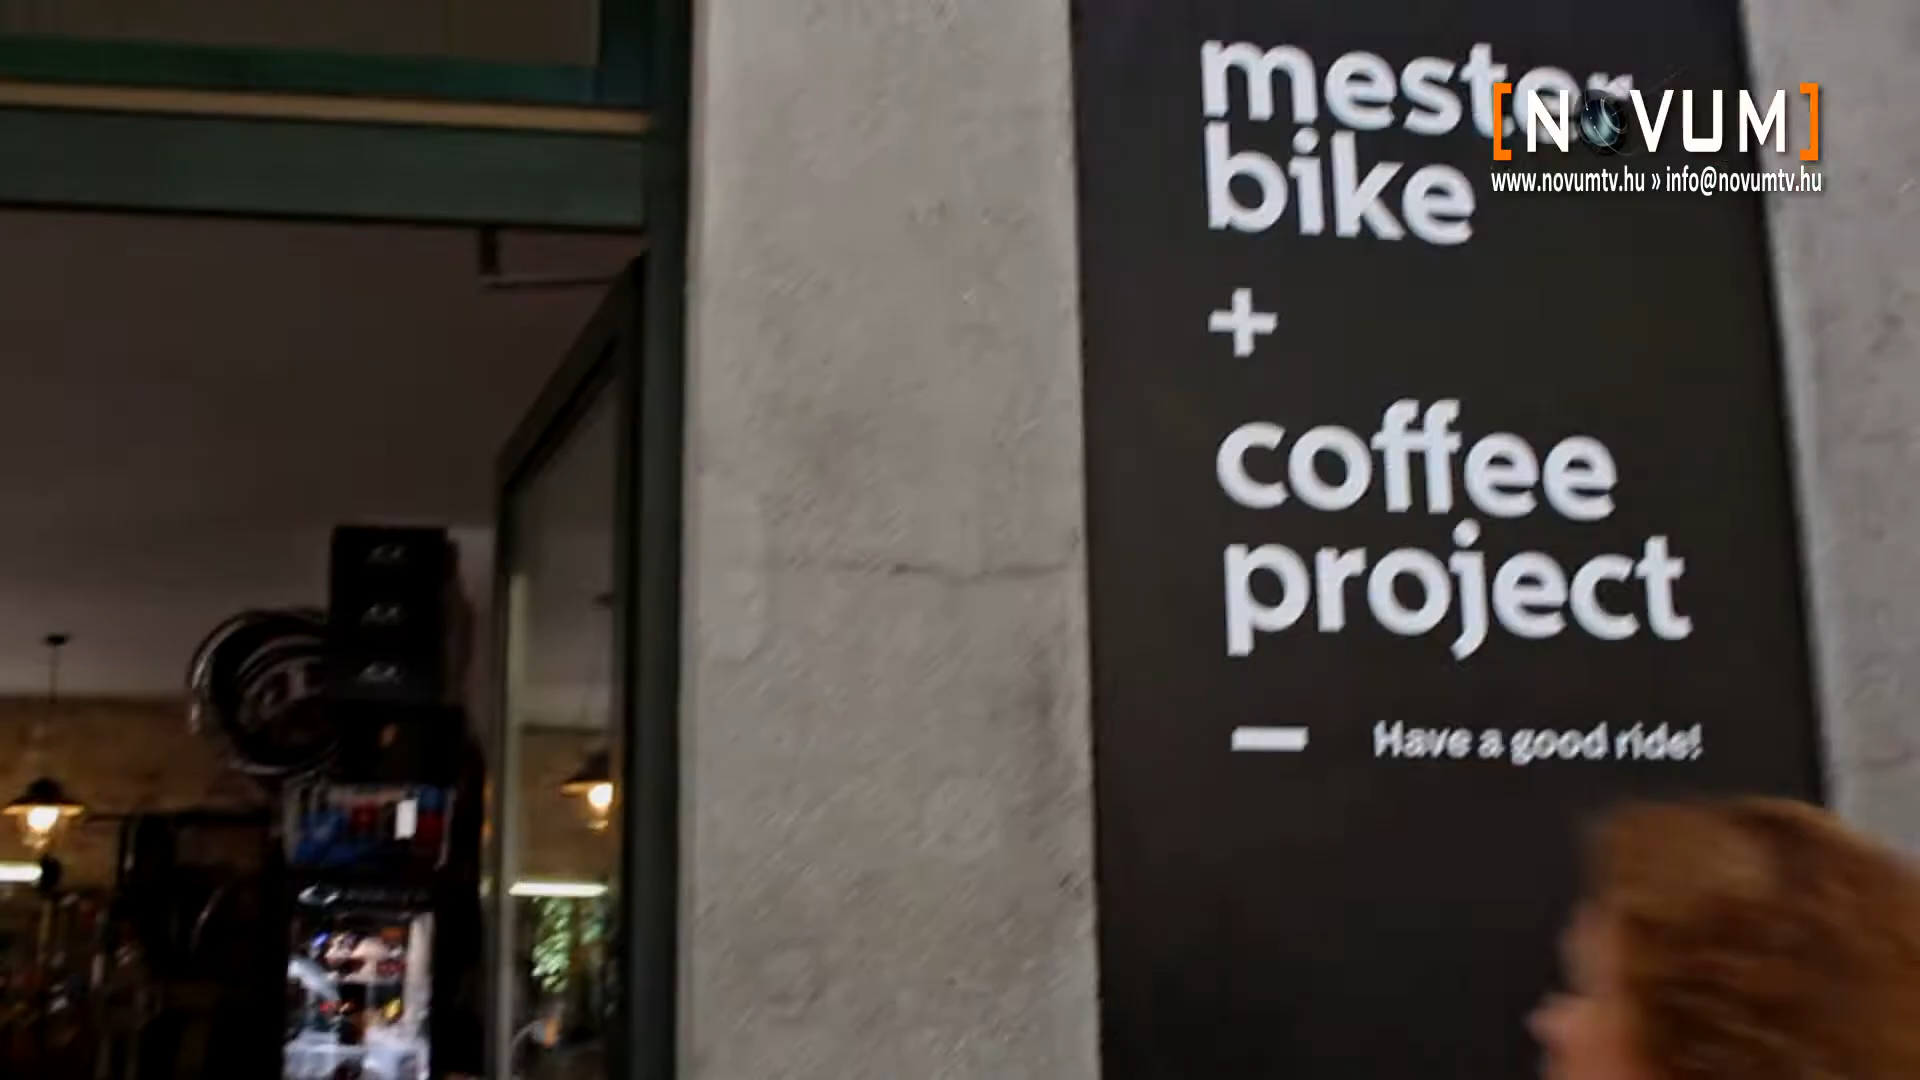 mester
bike
+
coffee
project
— Have a good ride!
[NOVUM]
www.novumtv.hu » info@novumtv.hu